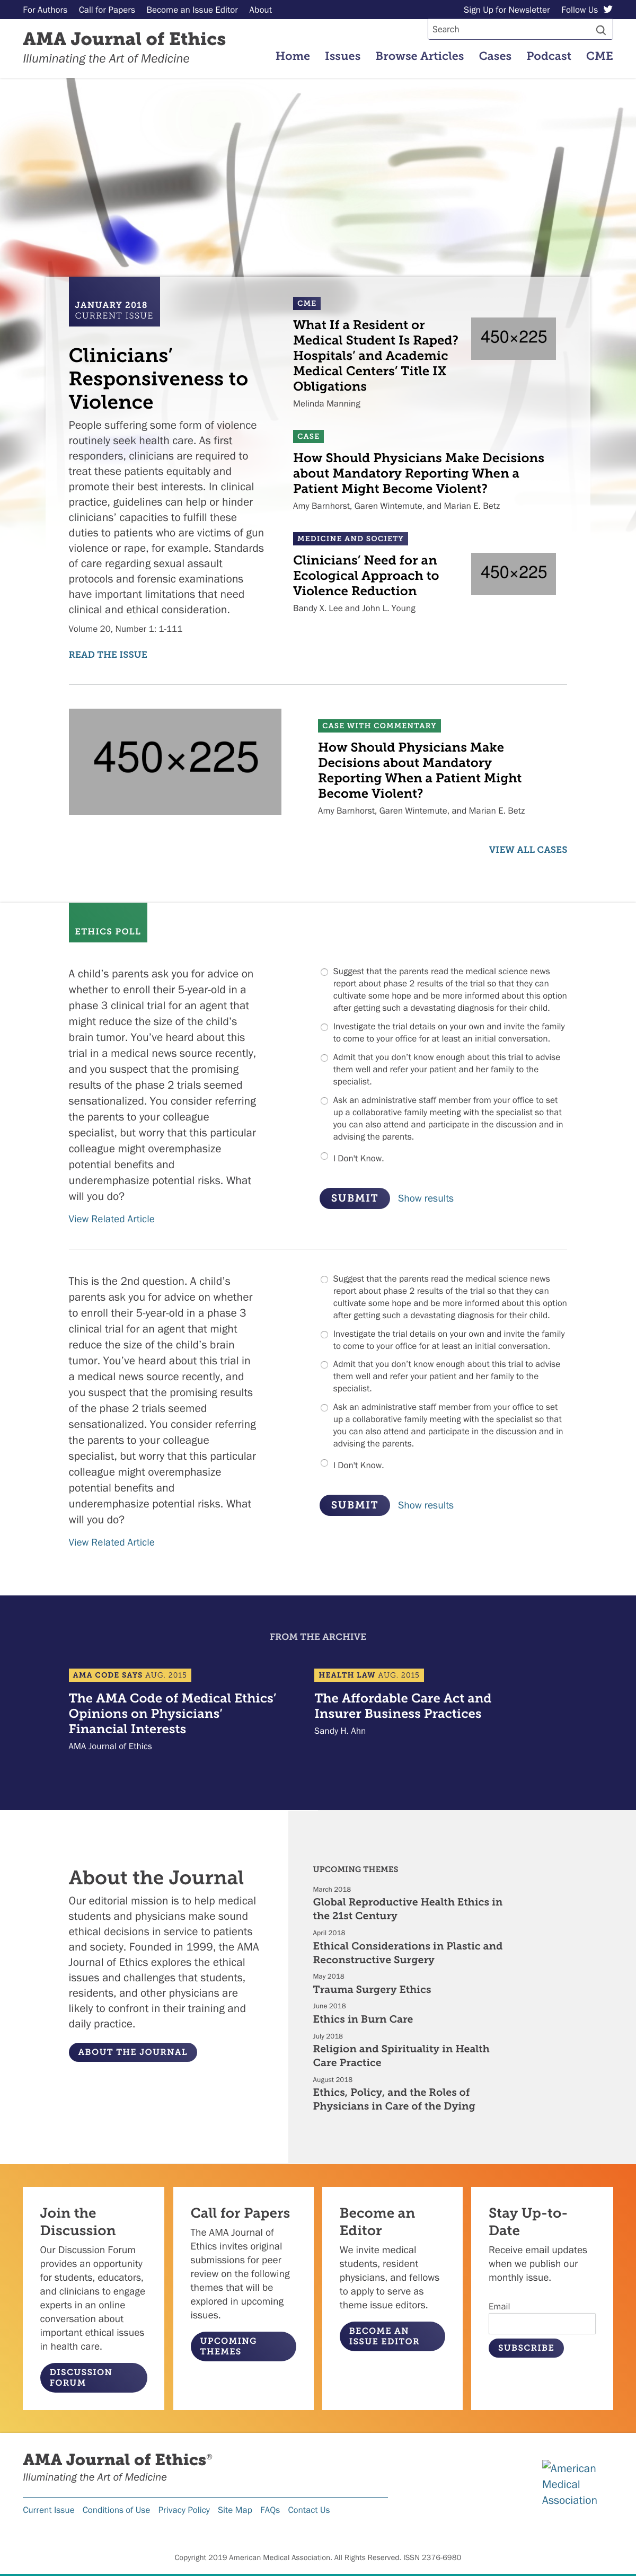 For Authors Call for Papers Become an Issue Editor About
Sign Up for Newsletter Follow Us
AMA Journal of Ethics
Illuminating the Art of Medicine
Search
Home Issues Browse Articles Cases Podcast CME
JANUARY 2018
CURRENT ISSUE
Clinicians’
Responsiveness to
Violence
People suffering some form of violence
routinely seek health care. As first
responders, clinicians are required to
treat these patients equitably and
promote their best interests. In clinical
practice, guidelines can help or hinder
clinicians’ capacities to fulfill these
duties to patients who are victims of gun
violence or rape, for example. Standards
of care regarding sexual assault
protocols and forensic examinations
have important limitations that need
clinical and ethical consideration.
Volume 20, Number 1: 1-111
READ THE ISSUE
CME
What If a Resident or
Medical Student Is Raped?
Hospitals’ and Academic
Medical Centers’ Title IX
Obligations
Melinda Manning
450×225
CASE
How Should Physicians Make Decisions
about Mandatory Reporting When a
Patient Might Become Violent?
Amy Barnhorst, Garen Wintemute, and Marian E. Betz
MEDICINE AND SOCIETY
Clinicians’ Need for an
Ecological Approach to
Violence Reduction
Bandy X. Lee and John L. Young
450×225
450×225
CASE WITH COMMENTARY
How Should Physicians Make
Decisions about Mandatory
Reporting When a Patient Might
Become Violent?
Amy Barnhorst, Garen Wintemute, and Marian E. Betz
VIEW ALL CASES
ETHICS POLL
A child’s parents ask you for advice on
whether to enroll their 5-year-old in a
phase 3 clinical trial for an agent that
might reduce the size of the child’s
brain tumor. You’ve heard about this
trial in a medical news source recently,
and you suspect that the promising
results of the phase 2 trials seemed
sensationalized. You consider referring
the parents to your colleague
specialist, but worry that this particular
colleague might overemphasize
potential benefits and
underemphasize potential risks. What
will you do?
View Related Article
Suggest that the parents read the medical science news
report about phase 2 results of the trial so that they can
cultivate some hope and be more informed about this option
after getting such a devastating diagnosis for their child.
Investigate the trial details on your own and invite the family
to come to your office for at least an initial conversation.
Admit that you don’t know enough about this trial to advise
them well and refer your patient and her family to the
specialist.
Ask an administrative staff member from your office to set
up a collaborative family meeting with the specialist so that
you can also attend and participate in the discussion and in
advising the parents.
I Don't Know.
SUBMIT Show results
This is the 2nd question. A child’s
parents ask you for advice on whether
to enroll their 5-year-old in a phase 3
clinical trial for an agent that might
reduce the size of the child’s brain
tumor. You’ve heard about this trial in
a medical news source recently, and
you suspect that the promising results
of the phase 2 trials seemed
sensationalized. You consider referring
the parents to your colleague
specialist, but worry that this particular
colleague might overemphasize
potential benefits and
underemphasize potential risks. What
will you do?
View Related Article
Suggest that the parents read the medical science news
report about phase 2 results of the trial so that they can
cultivate some hope and be more informed about this option
after getting such a devastating diagnosis for their child.
Investigate the trial details on your own and invite the family
to come to your office for at least an initial conversation.
Admit that you don’t know enough about this trial to advise
them well and refer your patient and her family to the
specialist.
Ask an administrative staff member from your office to set
up a collaborative family meeting with the specialist so that
you can also attend and participate in the discussion and in
advising the parents.
I Don't Know.
SUBMIT Show results
FROM THE ARCHIVE
AMA CODE SAYS AUG. 2015
The AMA Code of Medical Ethics’
Opinions on Physicians’
Financial Interests
AMA Journal of Ethics
HEALTH LAW AUG. 2015
The Affordable Care Act and
Insurer Business Practices
Sandy H. Ahn
About the Journal
Our editorial mission is to help medical
students and physicians make sound
ethical decisions in service to patients
and society. Founded in 1999, the AMA
Journal of Ethics explores the ethical
issues and challenges that students,
residents, and other physicians are
likely to confront in their training and
daily practice.
ABOUT THE JOURNAL
UPCOMING THEMES
March 2018
Global Reproductive Health Ethics in
the 21st Century
April 2018
Ethical Considerations in Plastic and
Reconstructive Surgery
May 2018
Trauma Surgery Ethics
June 2018
Ethics in Burn Care
July 2018
Religion and Spirituality in Health
Care Practice
August 2018
Ethics, Policy, and the Roles of
Physicians in Care of the Dying
Join the
Discussion
Our Discussion Forum
provides an opportunity
for students, educators,
and clinicians to engage
experts in an online
conversation about
important ethical issues
in health care.
DISCUSSION
FORUM
Call for Papers
The AMA Journal of
Ethics invites original
submissions for peer
review on the following
themes that will be
explored in upcoming
issues.
UPCOMING
THEMES
Become an
Editor
We invite medical
students, resident
physicians, and fellows
to apply to serve as
theme issue editors.
BECOME AN
ISSUE EDITOR
Stay Up-to-
Date
Receive email updates
when we publish our
monthly issue.
Email
SUBSCRIBE
AMA Journal of Ethics®
Illuminating the Art of Medicine
American
Medical
Association
Current Issue Conditions of Use Privacy Policy Site Map FAQs Contact Us
Copyright 2019 American Medical Association. All Rights Reserved. ISSN 2376-6980